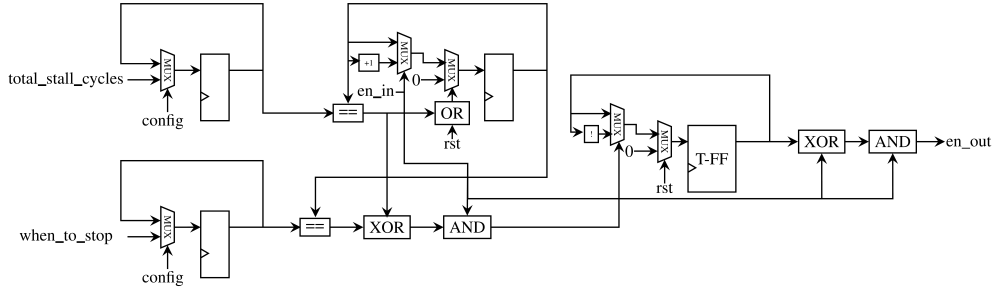 total_stall_cycles
MUX
config
+1
MUX
0
MUX
en_in
==
OR
rst
!
MUX
0
MUX
rst
T-FF
XOR
AND
en_out
when_to_stop
MUX
config
==
XOR
AND